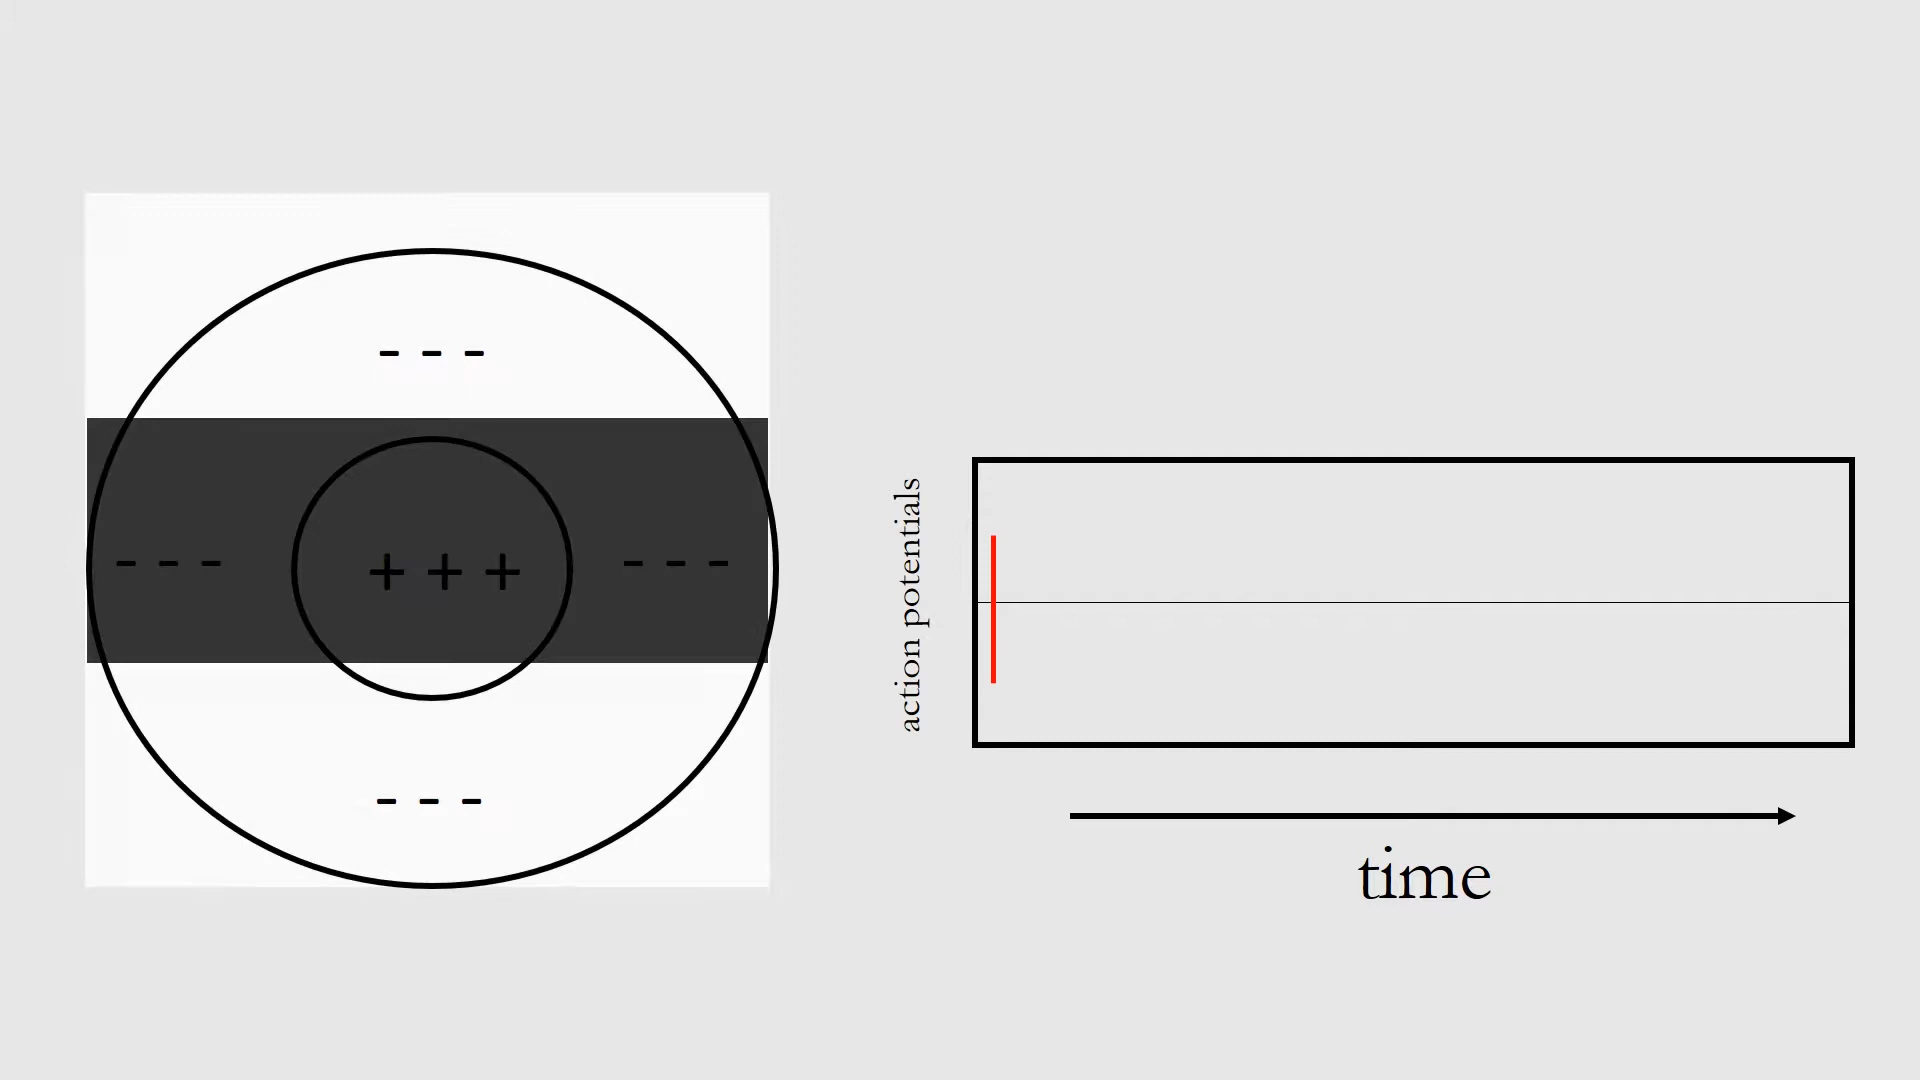 - - -
- - - + + + - - -
- - -
action potentials
time